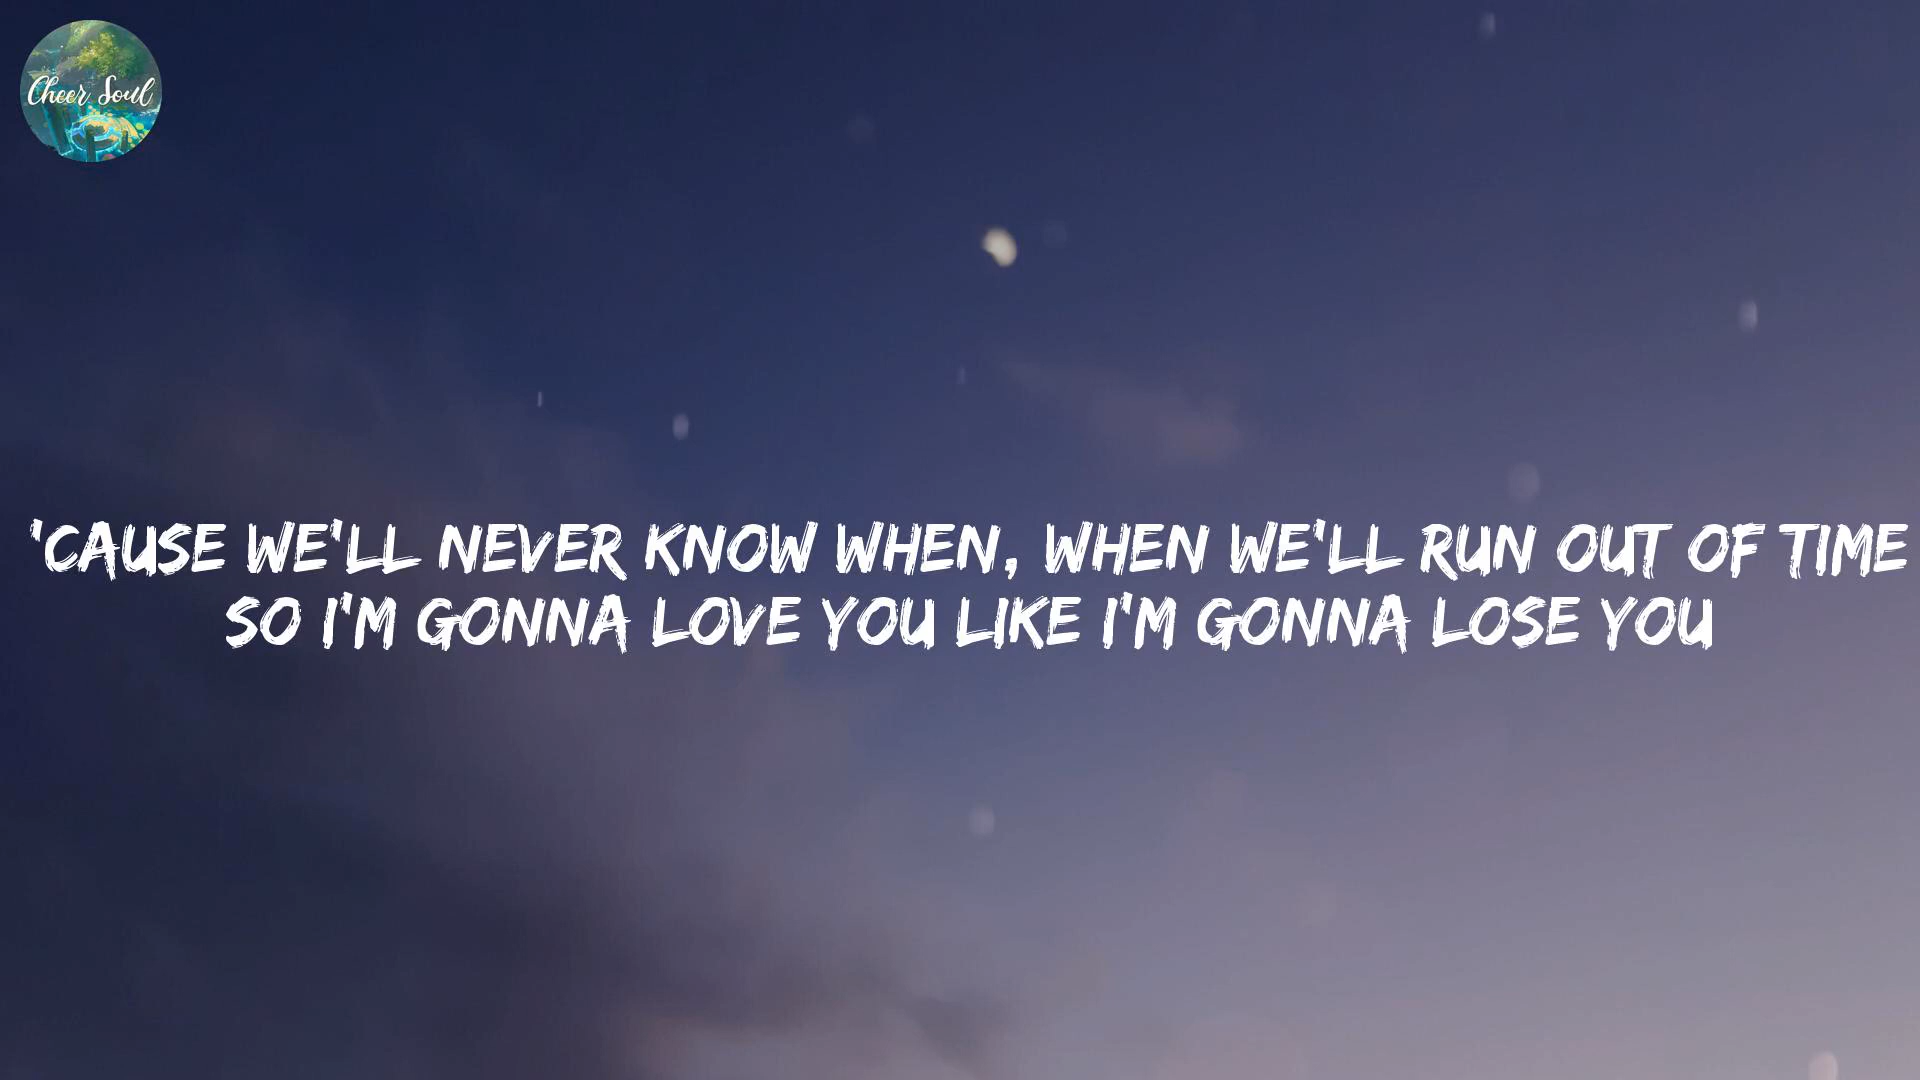 Cheer Soul
'CAUSE WE'LL NEVER KNOW WHEN, WHEN WE'LL RUN OUT OF TIME
SO I'M GONNA LOVE YOU LIKE I'M GONNA LOSE YOU